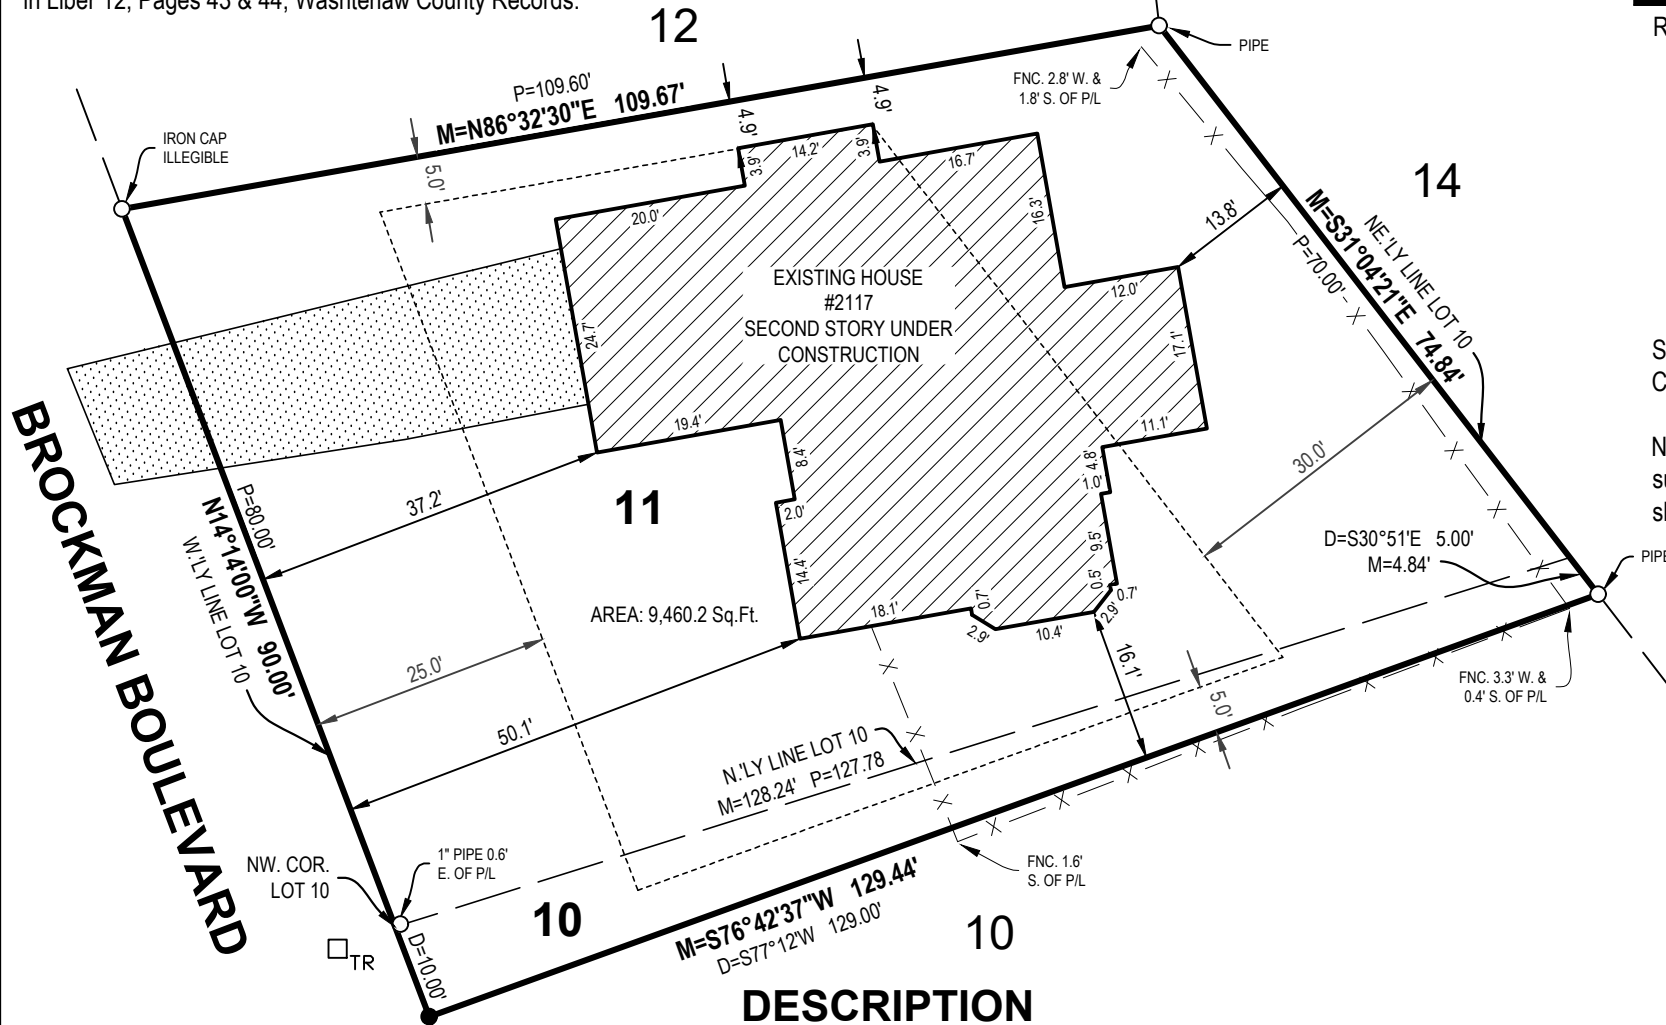 in Liber 12, Pages 43 & 44, Washtenaw County Records.
12
PIPE
R
P=109.60'
M=N86°32'30"E 109.67'
FNC. 2.8' W. &
1.8' S. OF P/L
IRON CAP
ILLEGIBLE
4.9'
4.9'
5.0'
3.9'
14.2'
3.9'
16.7'
20.0'
16.3'
13.8'
14
NE.'LY LINE LOT 10
M=S31°04'21"E 74.84'
P=70.00'
EXISTING HOUSE
#2117
SECOND STORY UNDER
CONSTRUCTION
12.0'
17.1'
24.7'
19.4'
8.4'
2.0'
14.4'
11.1'
4.8'
1.0'
9.5'
0.5'
0.7'
2.9'
10.4'
2.9'
0.7'
18.1'
30.0'
S
C
N
su
sh
BROCKMAN BOULEVARD
P=80.00'
N14°14'00"W 90.00'
W.'LY LINE LOT 10
37.2'
11
AREA: 9,460.2 Sq.Ft.
25.0'
50.1'
16.1'
5.0'
D=S30°51'E 5.00'
M=4.84'
PIPE
FNC. 3.3' W. &
0.4' S. OF P/L
N.'LY LINE LOT 10
M=128.24' P=127.78
NW. COR.
LOT 10
1" PIPE 0.6'
E. OF P/L
FNC. 1.6'
S. OF P/L
10
M=S76°42'37"W 129.44'
D=S77°12'W 129.00'
10
TR
D=10.00'
DESCRIPTION